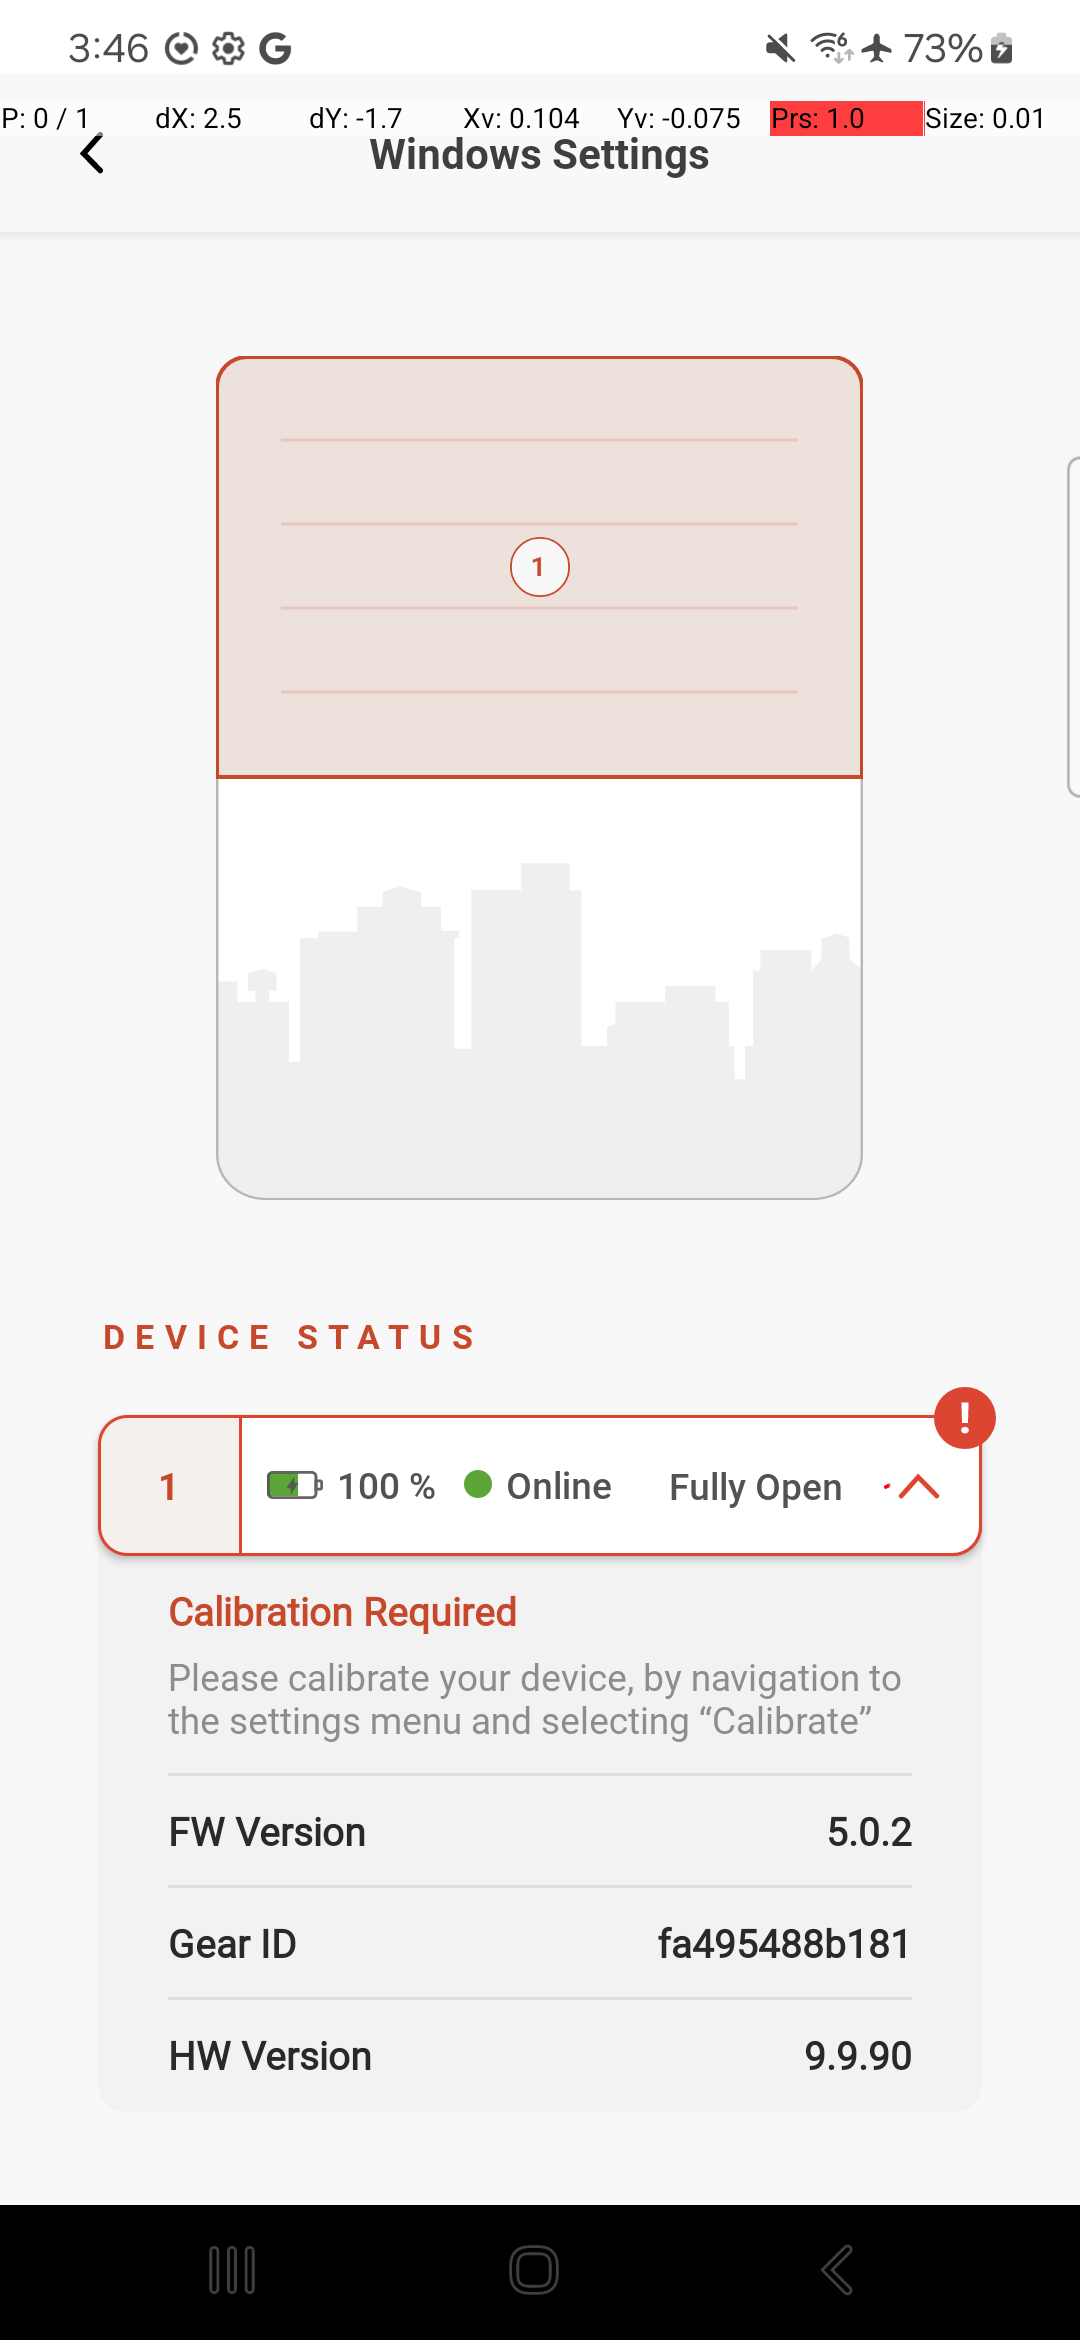 3:46
73%
P: 0 / 1 dX: 2.5 dY: -1.7 Xv: 0.104 Yv: -0.075 Prs: 1.0 Size: 0.01
Windows Settings
1
DEVICE STATUS
!
1 100 % Online Fully Open
Calibration Required
Please calibrate your device, by navigation to
the settings menu and selecting “Calibrate”
FW Version 5.0.2
Gear ID fa495488b181
HW Version 9.9.90